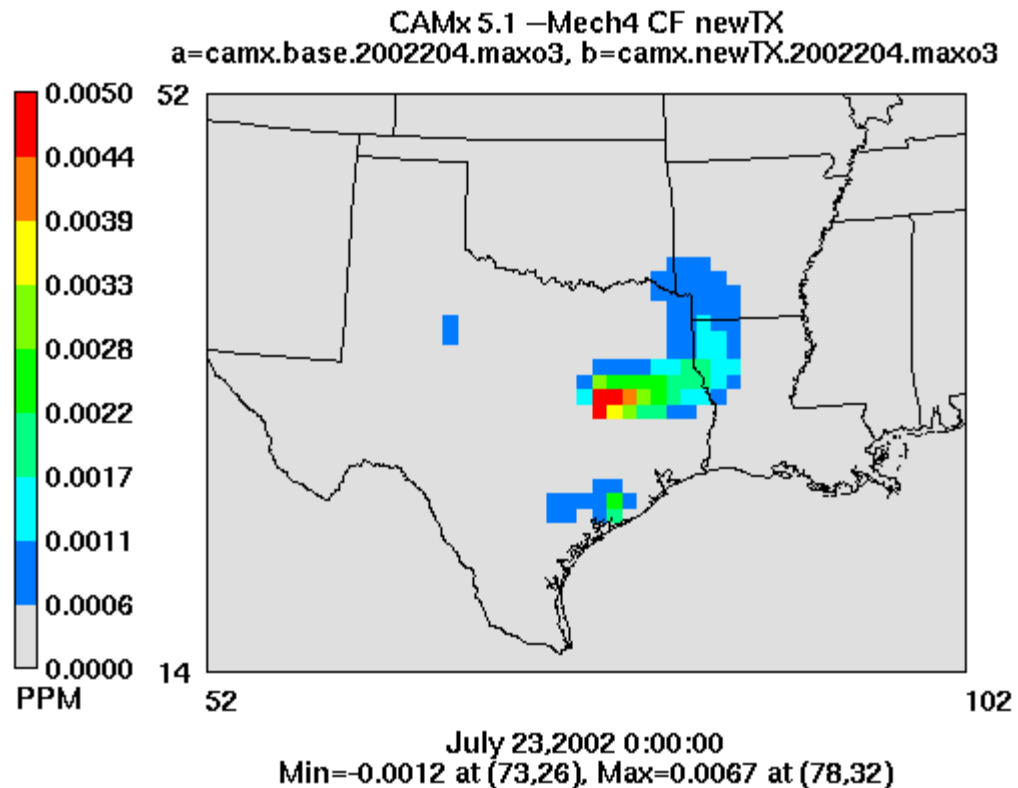 CAMx 5.1 —Mech4 CF newTX
a=camx.base.2002204.maxo3, b=camx.newTX.2002204.maxo3
0.0050
0.0044
0.0039
0.0033
0.0028
0.0022
0.0017
0.0011
0.0006
0.0000
PPM
52
14
52
102
July 23,2002 0:00:00
Min=-0.0012 at (73,26), Max=0.0067 at (78,32)